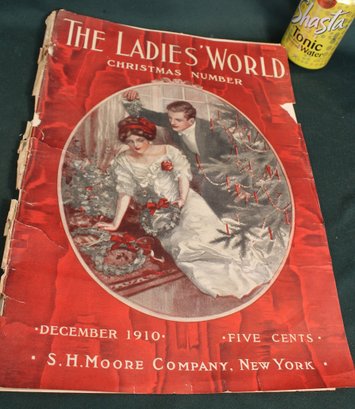 THE LADIES' WORLD
CHRISTMAS NUMBER
Shasta
Tonic
Water
·DECEMBER 1910· ·FIVE CENTS·
·S.H. MOORE COMPANY, NEW YORK·